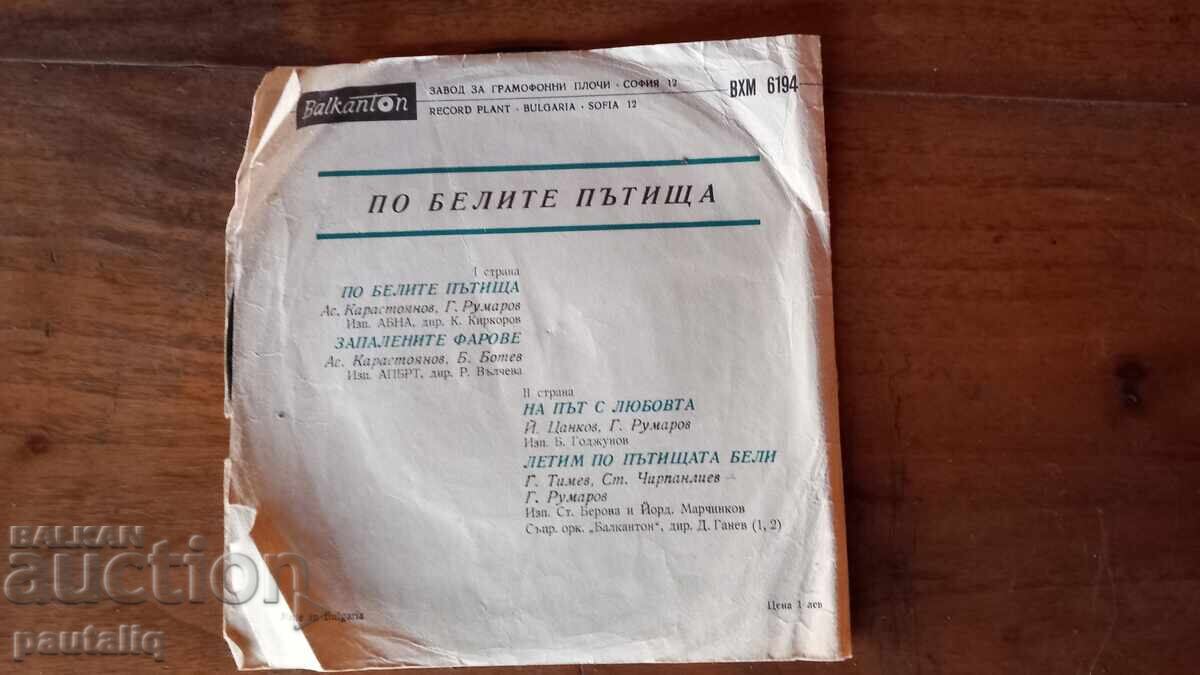 Balkanton
ЗАВОД ЗА ГРАМОФОННИ ПЛОЧИ · СОФИЯ 12
RECORD PLANT · BULGARIA · SOFIA 12
ВХМ 6194
ПО БЕЛИТЕ ПЪТИЩА
I страна
ПО БЕЛИТЕ ПЪТИЩА
Ас. Карастоянов, Г. Румаров
Изп. АБНА, дир. К. Киркоров
ЗАПАЛЕНИТЕ ФАРОВЕ
Ас. Карастоянов, Б. Ботев
Изп. АПБРТ, дир. Р. Вълчева
II страна
НА ПЪТ С ЛЮБОВТА
Й. Цанков, Г. Румаров
Изп. Б. Годжунов
ЛЕТИМ ПО ПЪТИЩАТА БЕЛИ
Г. Тимев, Ст. Чирпанлиев –
Г. Румаров
Изп. Ст. Берова и Йорд. Марчинков
Съпр. орк. „Балкантон“, дир. Д. Ганев (1, 2)
in Bulgaria
Цена 1 лев
BALKAN
auction
pautaliq